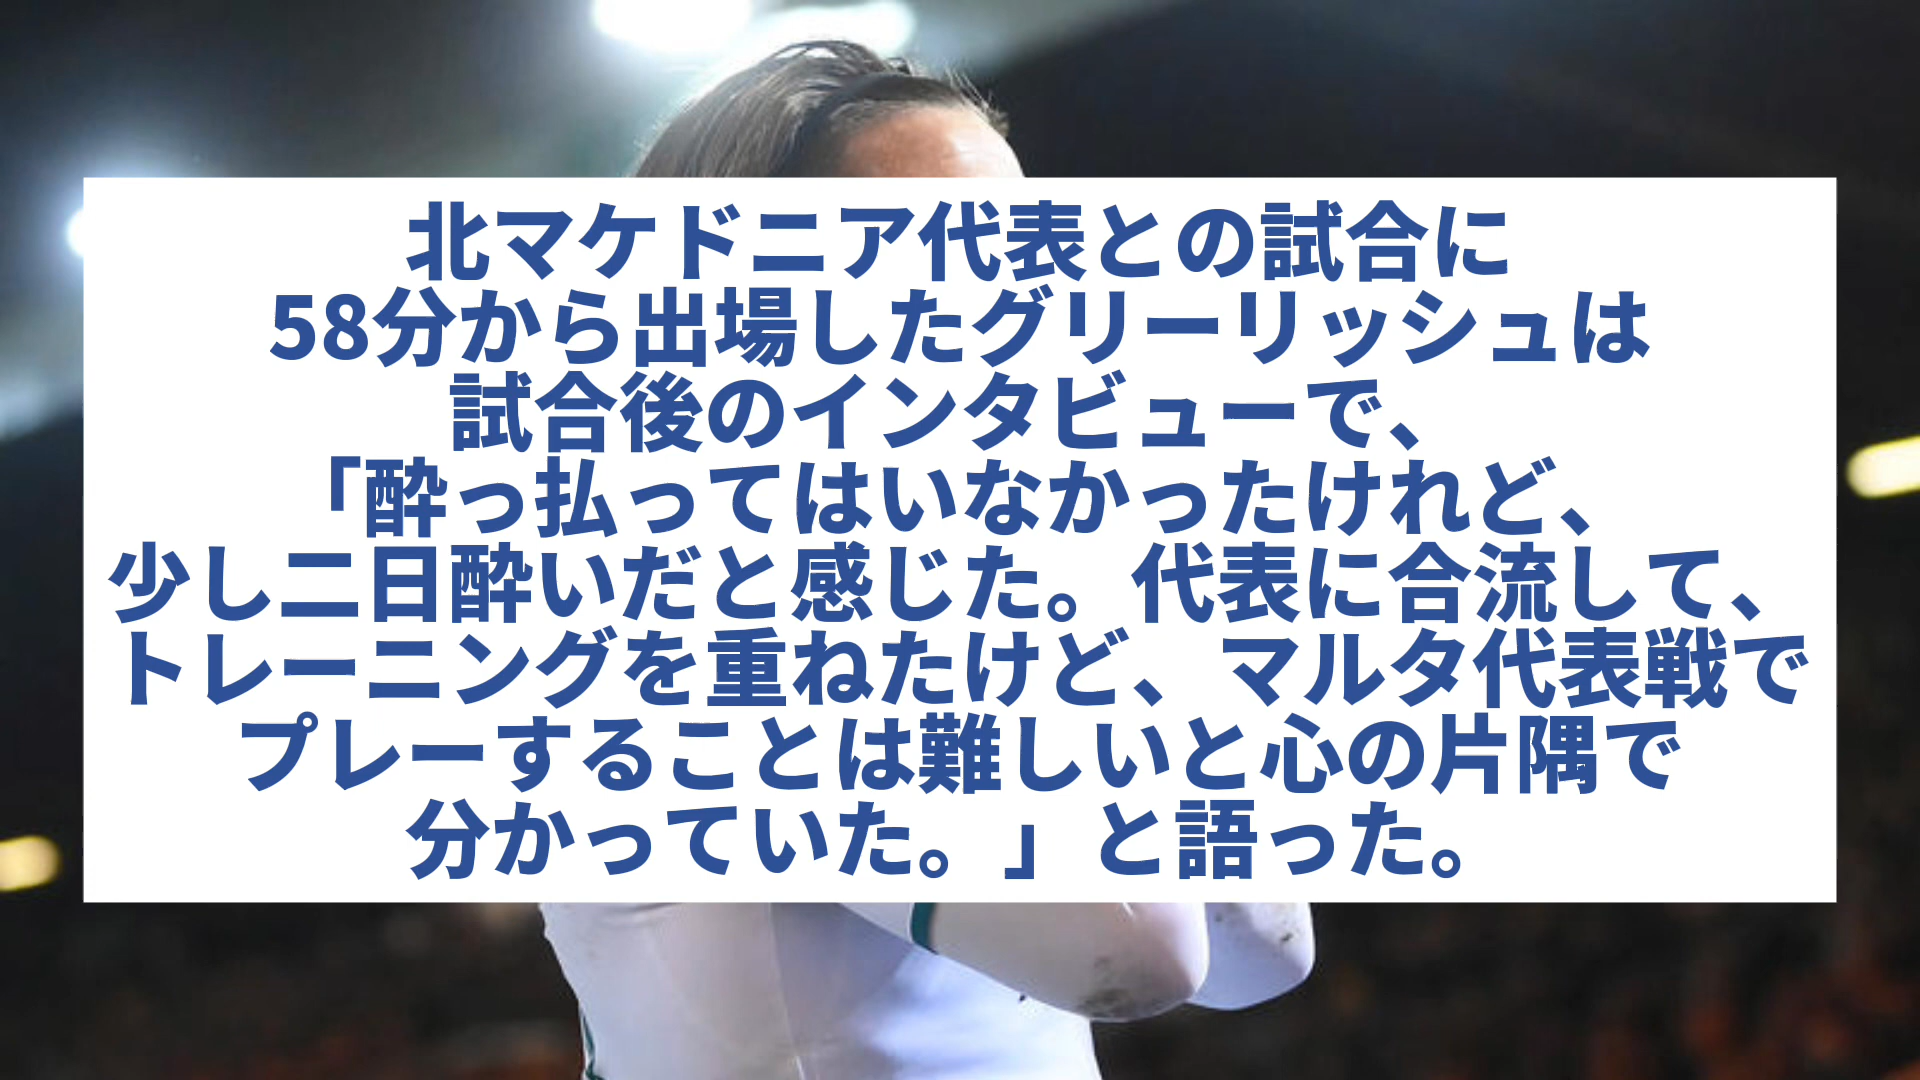 北マケドニア代表との試合に
58分から出場したグリーリッシュは
試合後のインタビューで、
「酔っ払ってはいなかったけれど、
少し二日酔いだと感じた。代表に合流して、
トレーニングを重ねたけど、マルタ代表戦で
プレーすることは難しいと心の片隅で
分かっていた。」と語った。